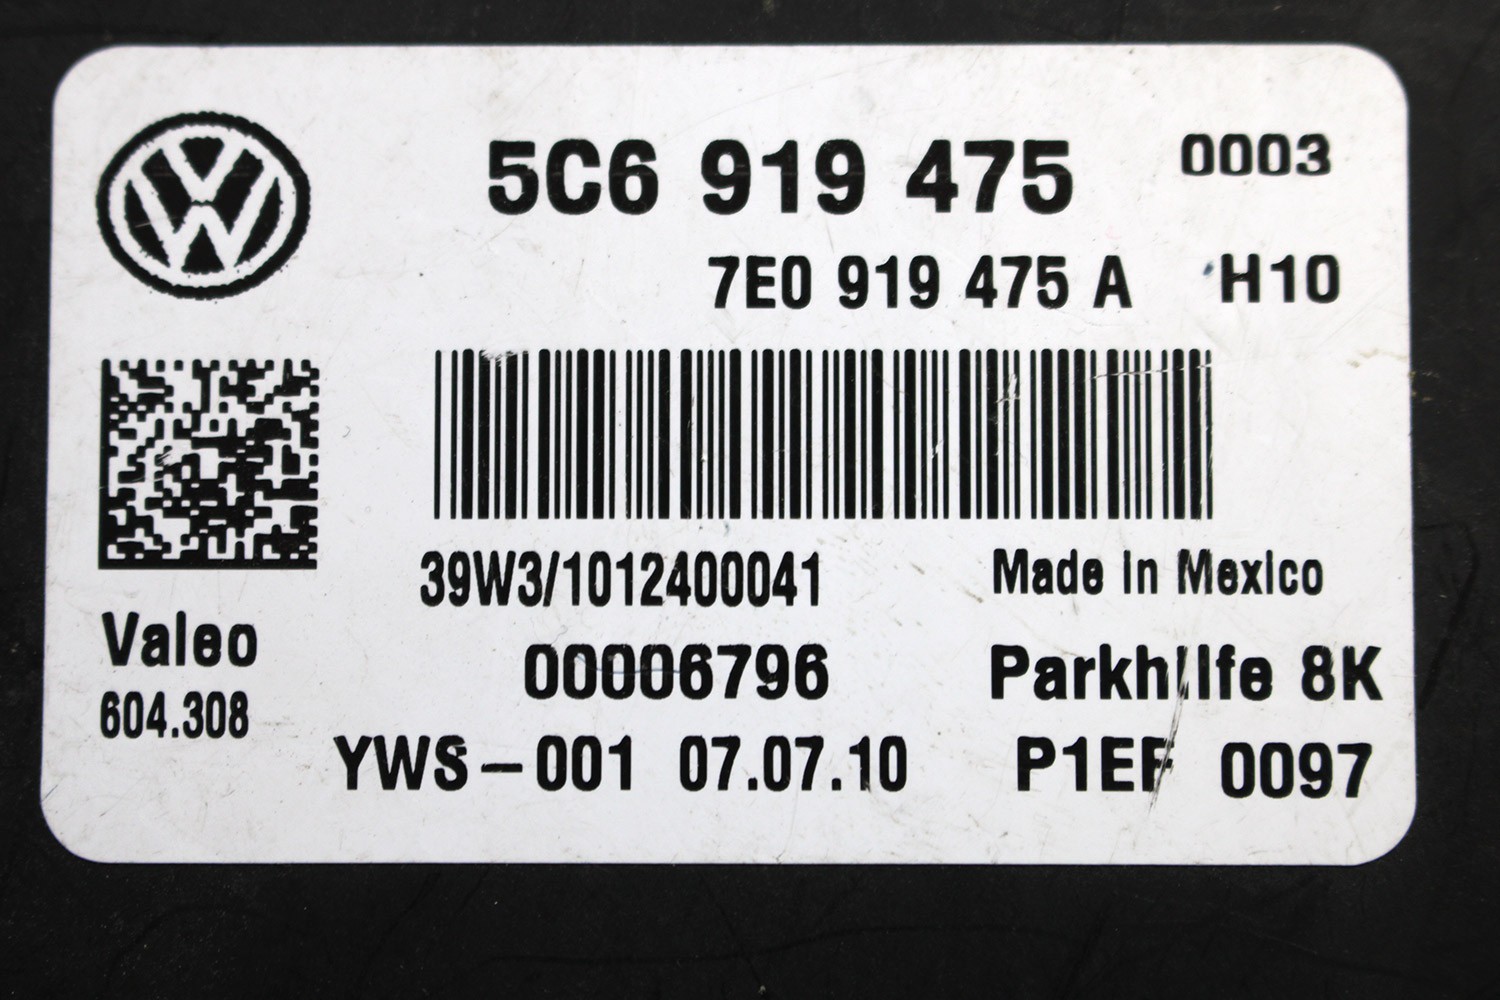 5C6 919 475 0003
7E0 919 475 A H10
39W3/1012400041 Made in Mexico
Valeo 00006796 Parkhilfe 8K
604.308
YWS-001 07.07.10 P1EF 0097